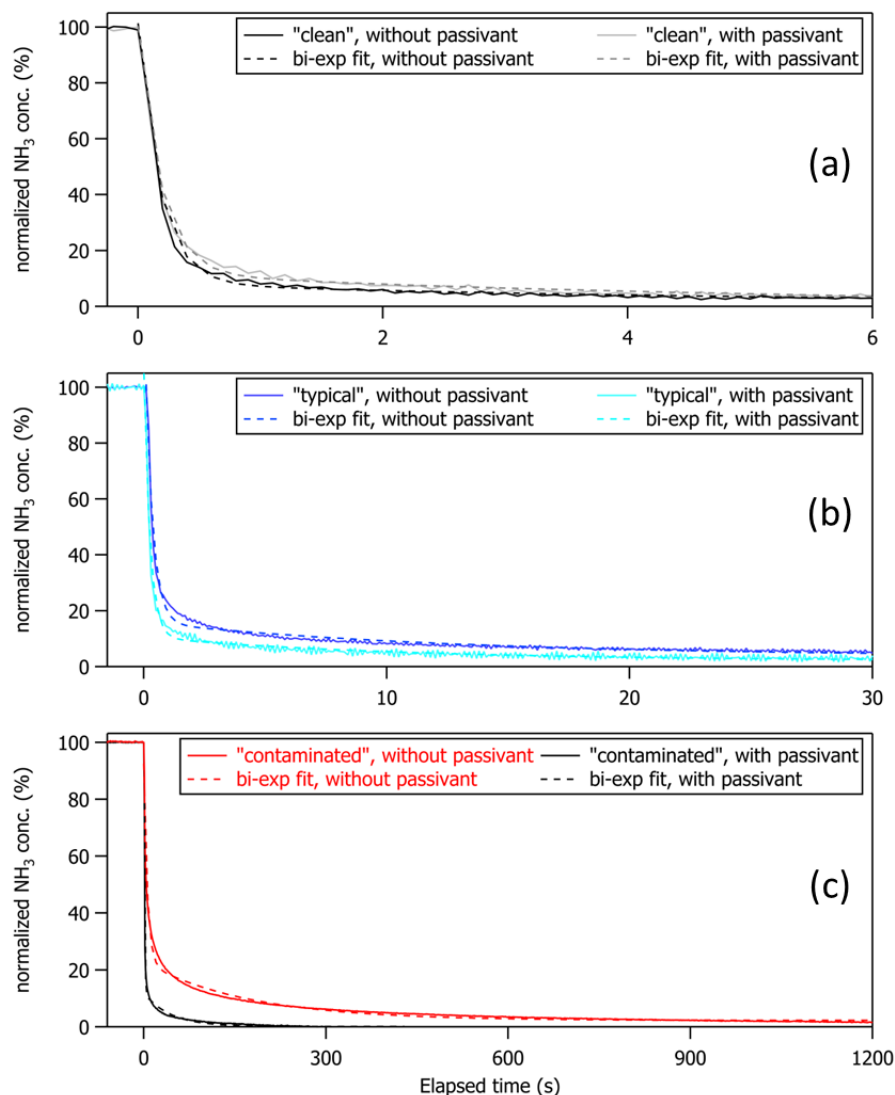 "clean", without passivant
"clean", with passivant
bi-exp fit, without passivant
bi-exp fit, with passivant
normalized NH3 conc. (%)
100
80
60
40
20
0
(a)
0 2 4 6
"typical", without passivant
"typical", with passivant
bi-exp fit, without passivant
bi-exp fit, with passivant
normalized NH3 conc. (%)
100
80
60
40
20
0
(b)
0 10 20 30
"contaminated", without passivant
"contaminated", with passivant
bi-exp fit, without passivant
bi-exp fit, with passivant
normalized NH3 conc. (%)
100
80
60
40
20
0
(c)
0 300 600 900 1200
Elapsed time (s)